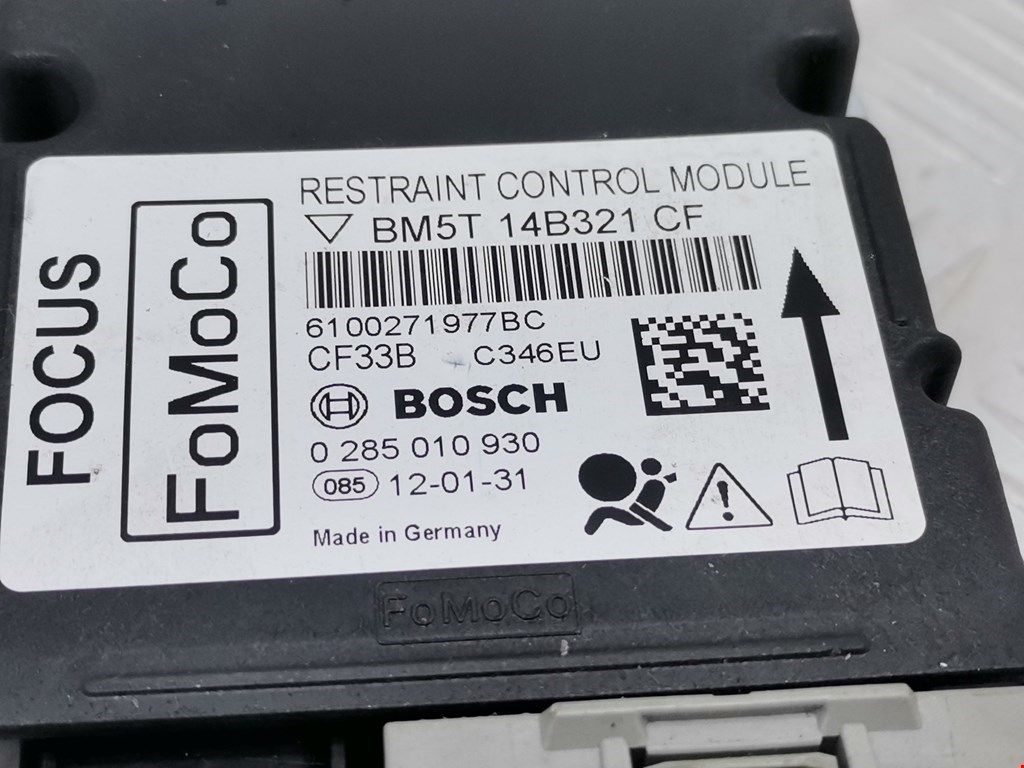 RESTRAINT CONTROL MODULE
BM5T 14B321 CF
6100271977BC
CF33B C346EU
BOSCH
0 285 010 930
085 12-01-31
Made in Germany
FOCUS
FoMoCo
FoMoCo